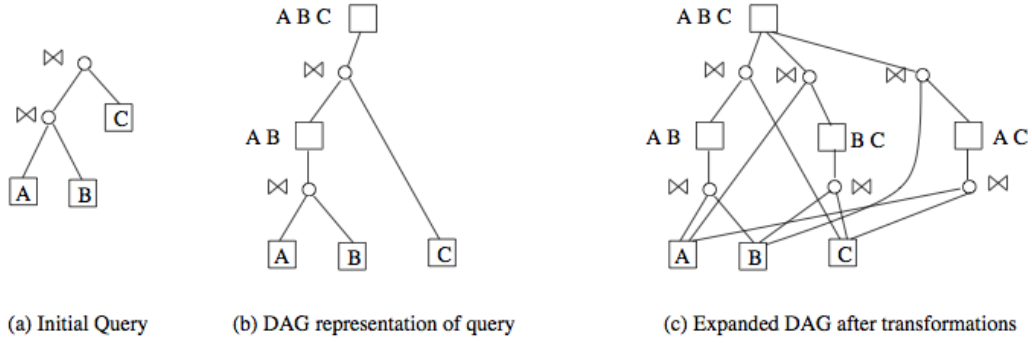 A B C
A B C
⋈
⋈
⋈
⋈
⋈
⋈
C
A B
A B
B C
A C
⋈
⋈
⋈
⋈
A
B
A
B
C
A
B
C
(a) Initial Query
(b) DAG representation of query
(c) Expanded DAG after transformations